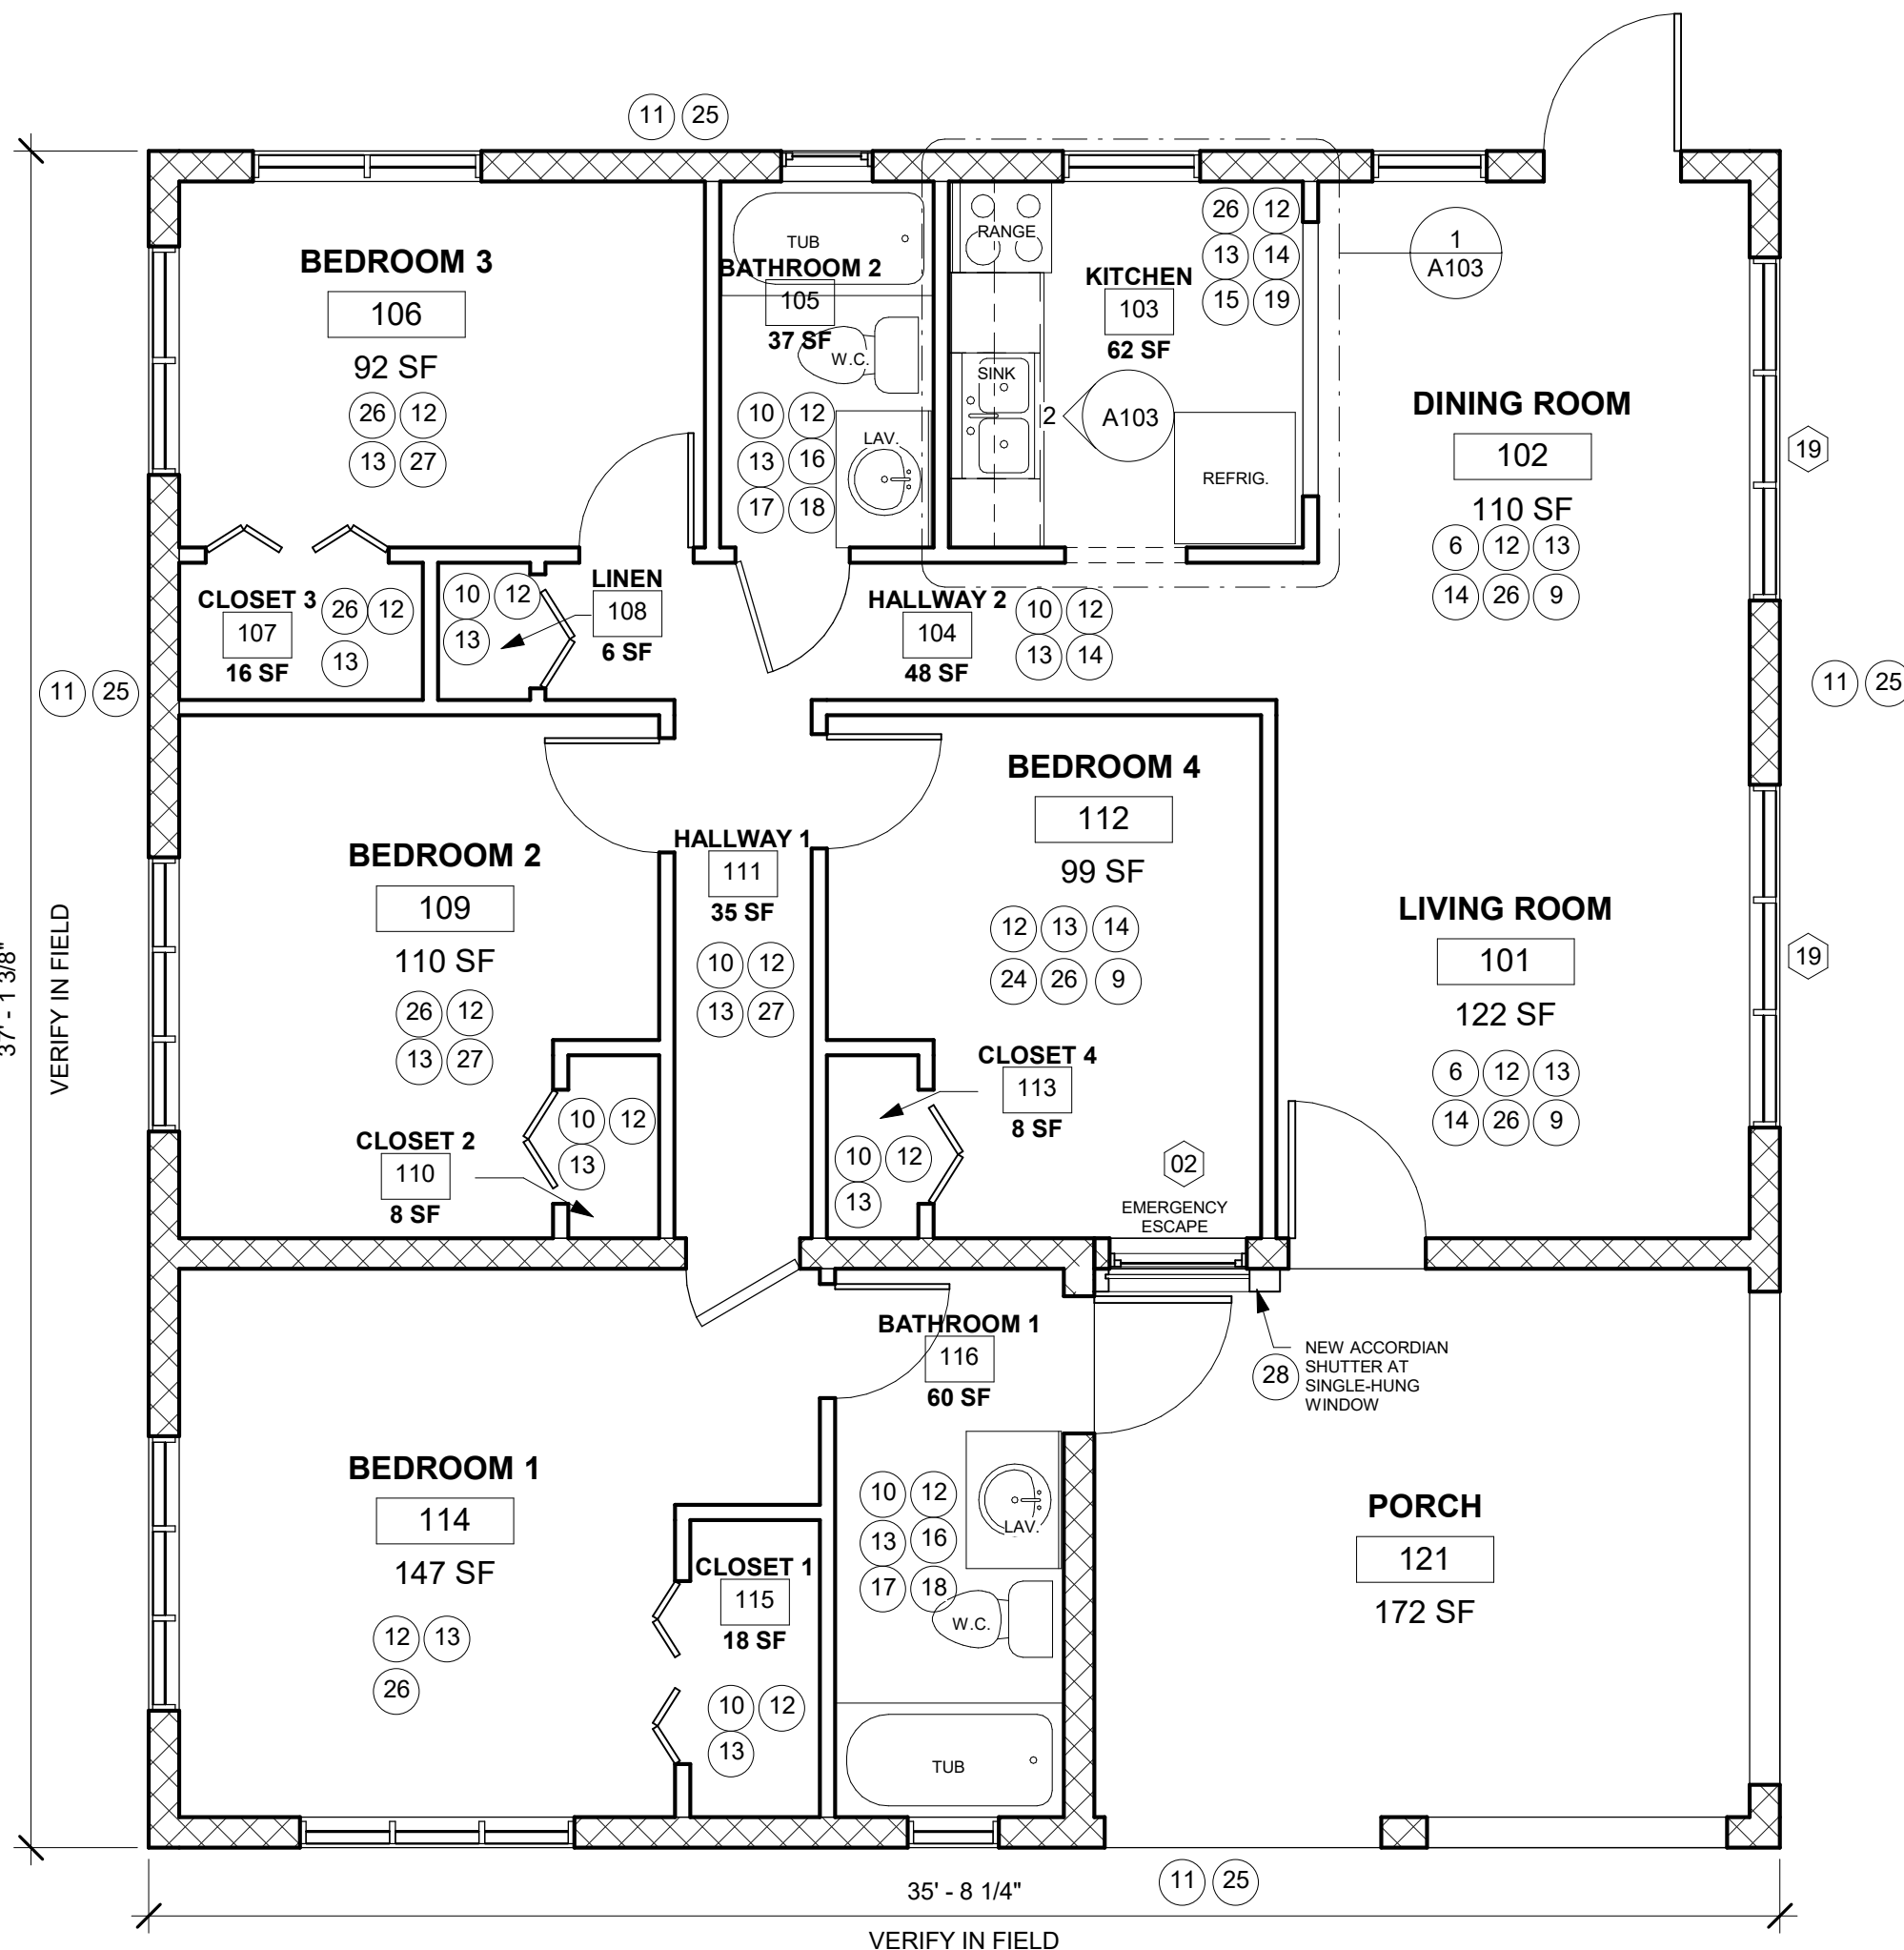 11 25
BEDROOM 3
106
92 SF
26 12
13 27
TUB
BATHROOM 2
105
37 SF
W.C.
10 12
13 16
17 18
LAV.
RANGE
SINK
KITCHEN
103
62 SF
26 12
13 14
15 19
2
A103
REFRIG.
1
A103
DINING ROOM
102
110 SF
6 12 13
14 26 9
19
CLOSET 3
107
16 SF
26 12
13
10 12
13
LINEN
108
6 SF
HALLWAY 2
104
48 SF
10 12
13 14
11 25
11 25
37' - 1 3/8"
VERIFY IN FIELD
BEDROOM 2
109
110 SF
26 12
13 27
HALLWAY 1
111
35 SF
10 12
13 27
BEDROOM 4
112
99 SF
12 13 14
24 26 9
LIVING ROOM
101
122 SF
6 12 13
14 26 9
19
CLOSET 2
110
8 SF
10 12
13
CLOSET 4
113
8 SF
10 12
13
02
EMERGENCY
ESCAPE
BATHROOM 1
116
60 SF
28
NEW ACCORDIAN
SHUTTER AT
SINGLE-HUNG
WINDOW
BEDROOM 1
114
147 SF
12 13
26
CLOSET 1
115
18 SF
10 12
13
10 12
13 16
17 18
LAV.
W.C.
TUB
PORCH
121
172 SF
11 25
35' - 8 1/4"
VERIFY IN FIELD